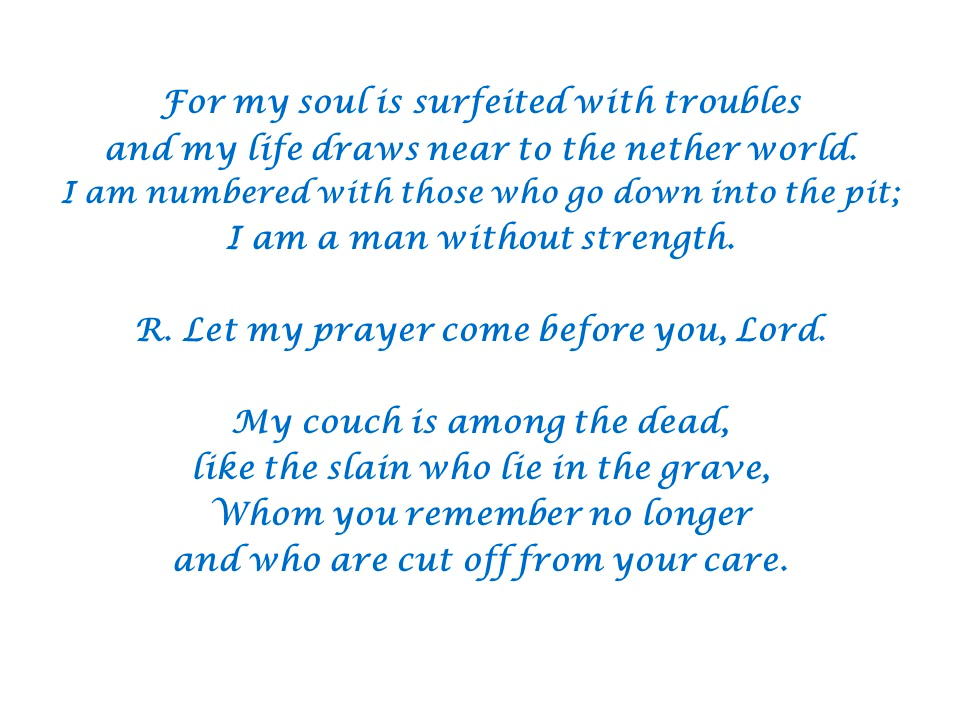 For my soul is surfeited with troubles
and my life draws near to the nether world.
I am numbered with those who go down into the pit;
I am a man without strength.
R. Let my prayer come before you, Lord.
My couch is among the dead,
like the slain who lie in the grave,
Whom you remember no longer
and who are cut off from your care.